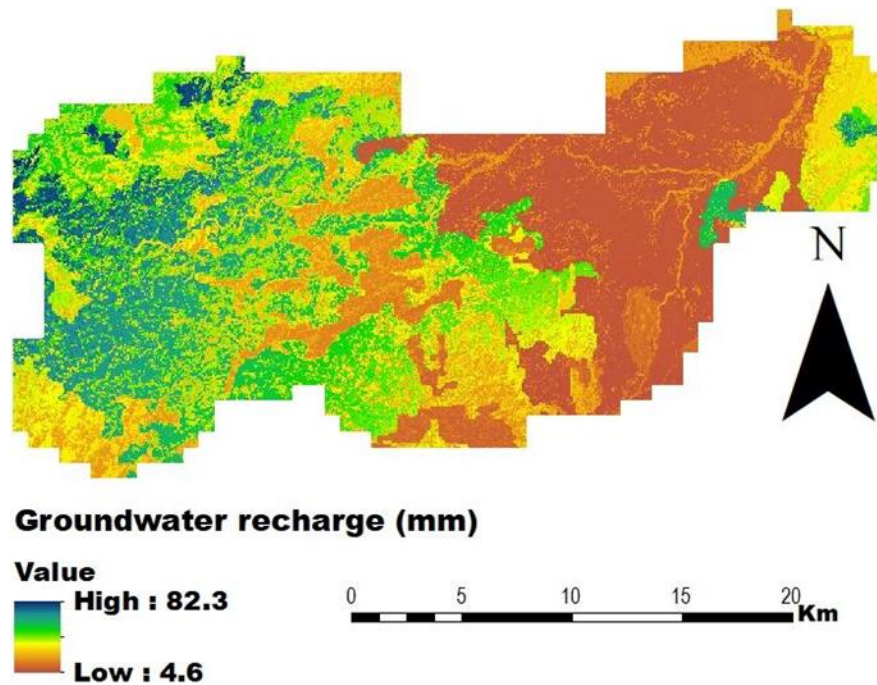 N
Groundwater recharge (mm)
Value
High : 82.3
Low : 4.6
0 5 10 15 20
Km